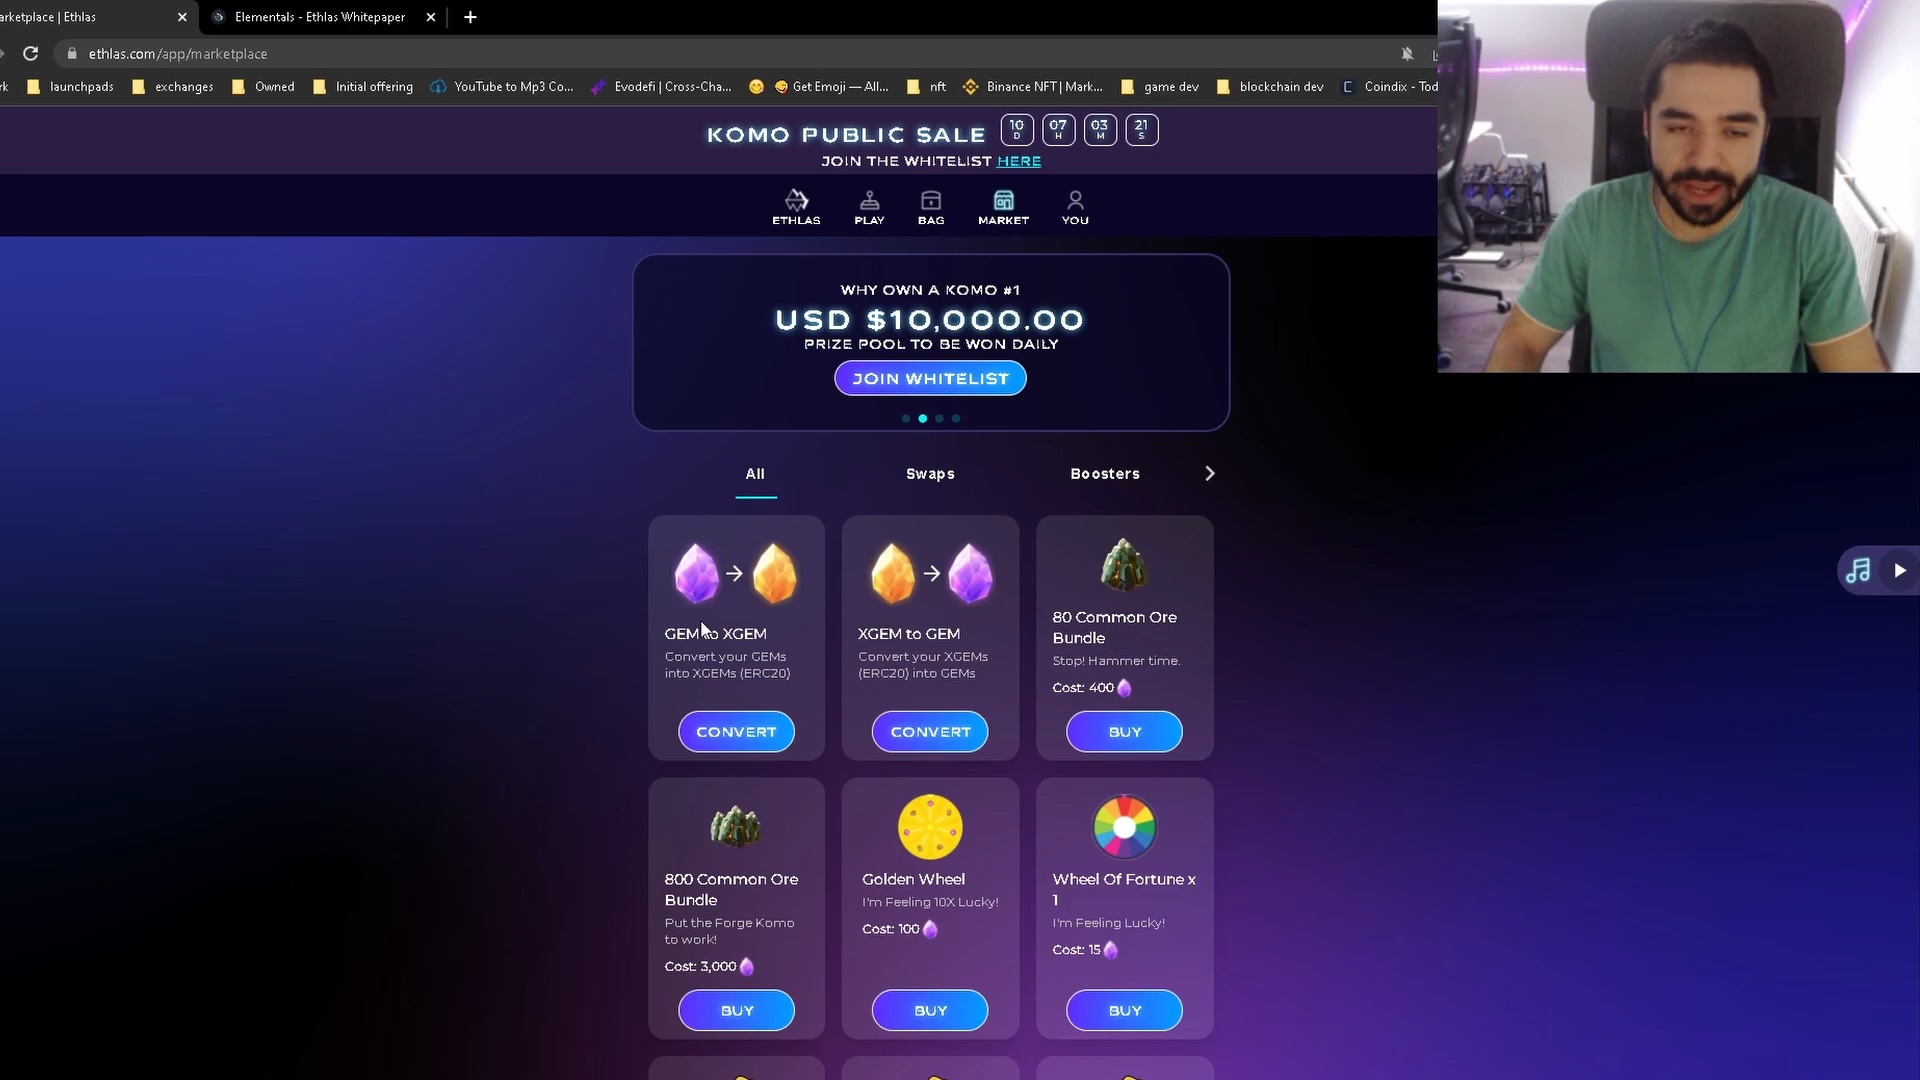 arketplace | Ethlas
Elementals - Ethlas Whitepaper
ethlas.com/app/marketplace
rk
launchpads
exchanges
Owned
Initial offering
YouTube to Mp3 Co...
Evodefi | Cross-Cha...
Get Emoji — All...
nft
Binance NFT | Mark...
game dev
blockchain dev
Coindix - Tod
KOMO PUBLIC SALE
10 D
07 H
03 M
21 S
JOIN THE WHITELIST HERE
ETHLAS
PLAY
BAG
MARKET
YOU
WHY OWN A KOMO #1
USD $10,000.00
PRIZE POOL TO BE WON DAILY
JOIN WHITELIST
All
Swaps
Boosters
GEM to XGEM
Convert your GEMs
into XGEMs (ERC20)
CONVERT
XGEM to GEM
Convert your XGEMs
(ERC20) into GEMs
CONVERT
80 Common Ore
Bundle
Stop! Hammer time.
Cost: 400
BUY
800 Common Ore
Bundle
Put the Forge Komo
to work!
Cost: 3,000
BUY
Golden Wheel
I'm Feeling 10X Lucky!
Cost: 100
BUY
Wheel Of Fortune x
1
I'm Feeling Lucky!
Cost: 15
BUY